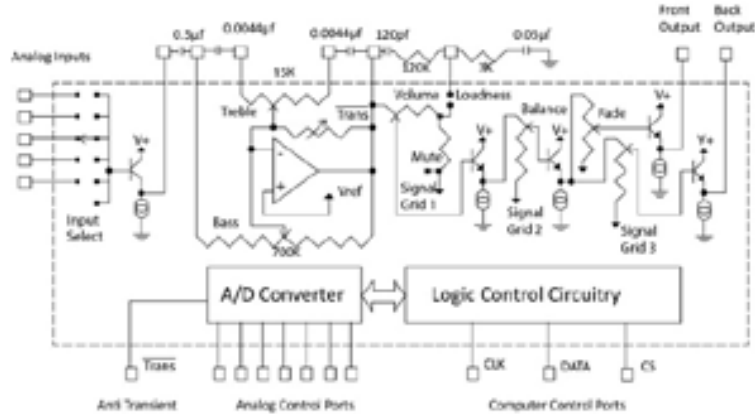 Front Output
Back Output
0.5µf
0.0044µf
0.0044µf
120pf
0.05µf
Analog Inputs
15K
120K
3K
Treble
Trans
Volume
Loudness
Balance
Fade
V+
V+
V+
V+
V+
Mute
Vref
Signal Grid 1
Signal Grid 2
Signal Grid 3
Input Select
Bass
700K
A/D Converter
Logic Control Circuitry
Trans
CLK
DATA
CS
Anti Transient
Analog Control Ports
Computer Control Ports